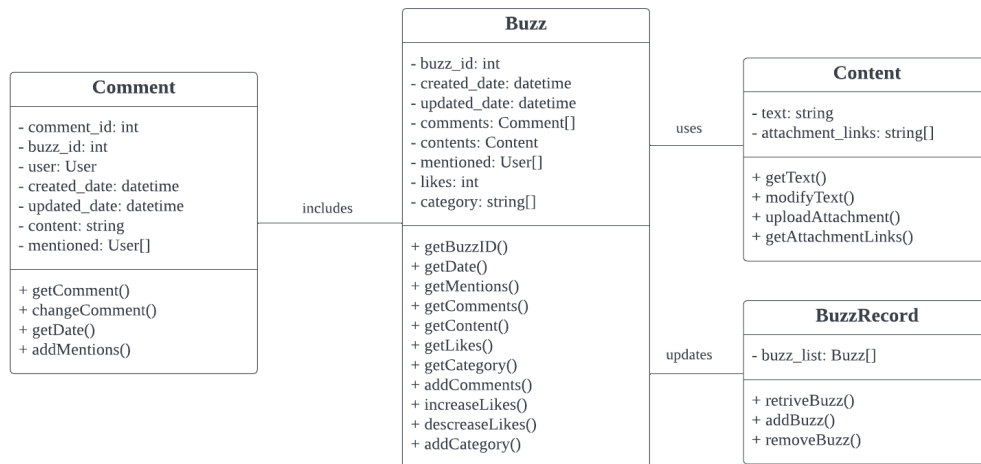 Comment
- comment_id: int
- buzz_id: int
- user: User
- created_date: datetime
- updated_date: datetime
- content: string
- mentioned: User[]
+ getComment()
+ changeComment()
+ getDate()
+ addMentions()
includes
Buzz
- buzz_id: int
- created_date: datetime
- updated_date: datetime
- comments: Comment[]
- contents: Content
- mentioned: User[]
- likes: int
- category: string[]
+ getBuzzID()
+ getDate()
+ getMentions()
+ getComments()
+ getContent()
+ getLikes()
+ getCategory()
+ addComments()
+ increaseLikes()
+ descreaseLikes()
+ addCategory()
uses
Content
- text: string
- attachment_links: string[]
+ getText()
+ modifyText()
+ uploadAttachment()
+ getAttachmentLinks()
updates
BuzzRecord
- buzz_list: Buzz[]
+ retriveBuzz()
+ addBuzz()
+ removeBuzz()